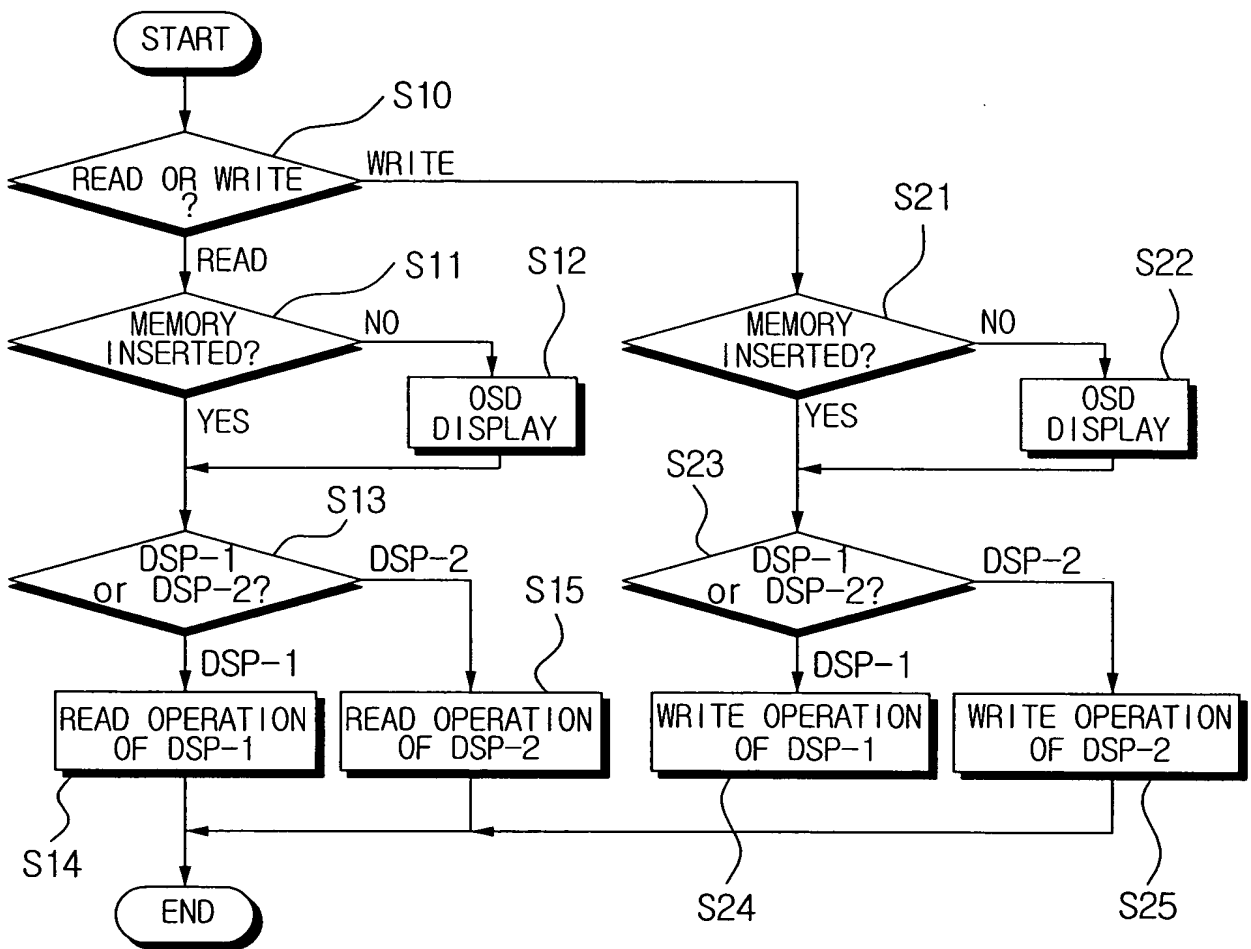 START
S10
READ OR WRITE
?
WRITE
READ
S11
S12
S21
S22
MEMORY
INSERTED?
NO
MEMORY
INSERTED?
NO
OSD
DISPLAY
OSD
DISPLAY
YES
YES
S13
S23
DSP-1
or DSP-2?
DSP-2
S15
DSP-1
or DSP-2?
DSP-2
DSP-1
DSP-1
READ OPERATION
OF DSP-1
READ OPERATION
OF DSP-2
WRITE OPERATION
OF DSP-1
WRITE OPERATION
OF DSP-2
S14
S24
S25
END